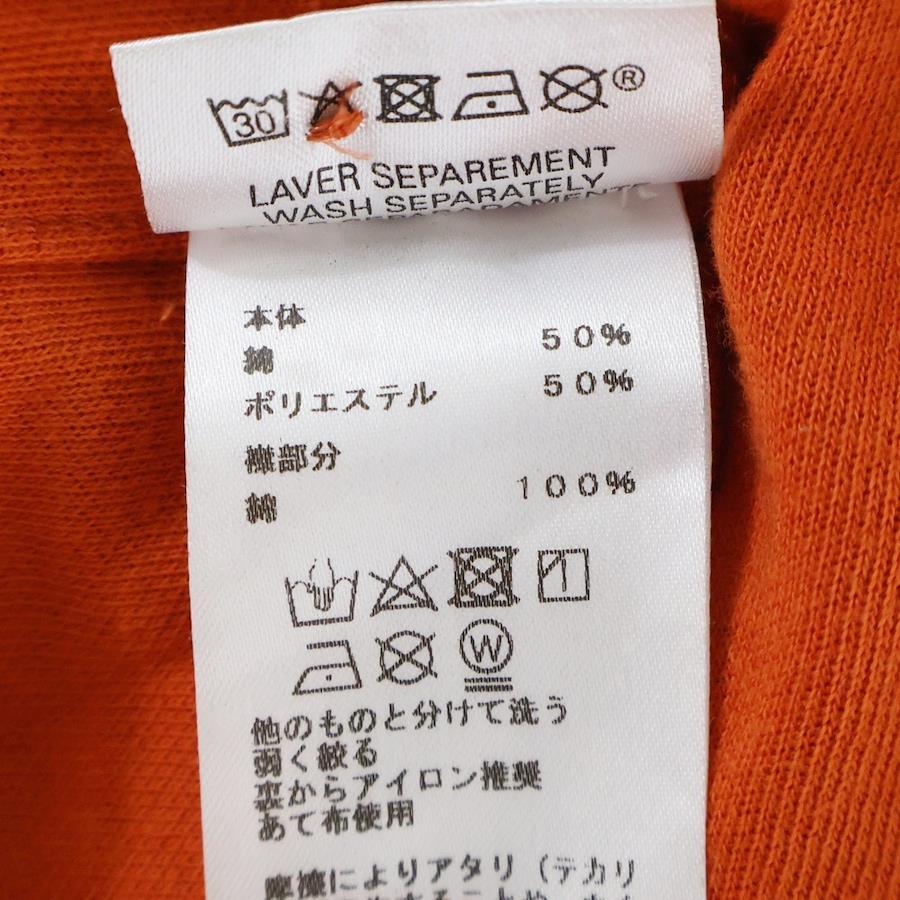 30
®
LAVER SEPAREMENT
WASH SEPARATELY
本体
綿 50%
ポリエステル 50%
襟部分
綿 100%
W
他のものと分けて洗う
弱く絞る
裏からアイロン推奨
あて布使用
摩擦によりアタリ(テカリ